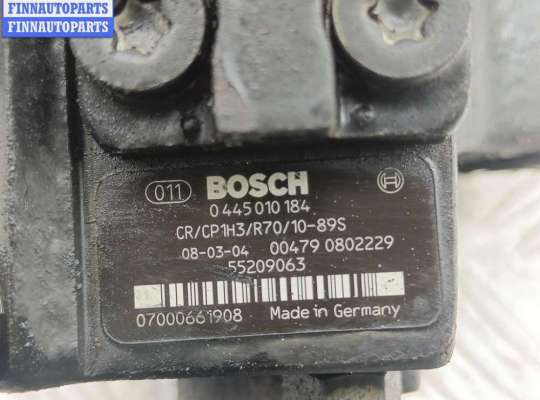 FINNAUTOPARTS
FINNAUTOPARTS
011 BOSCH
0 445 010 184
CR/CP1H3/R70/10-89S
08-03-04 00479 0802229
55209063
07000661908 Made in Germany